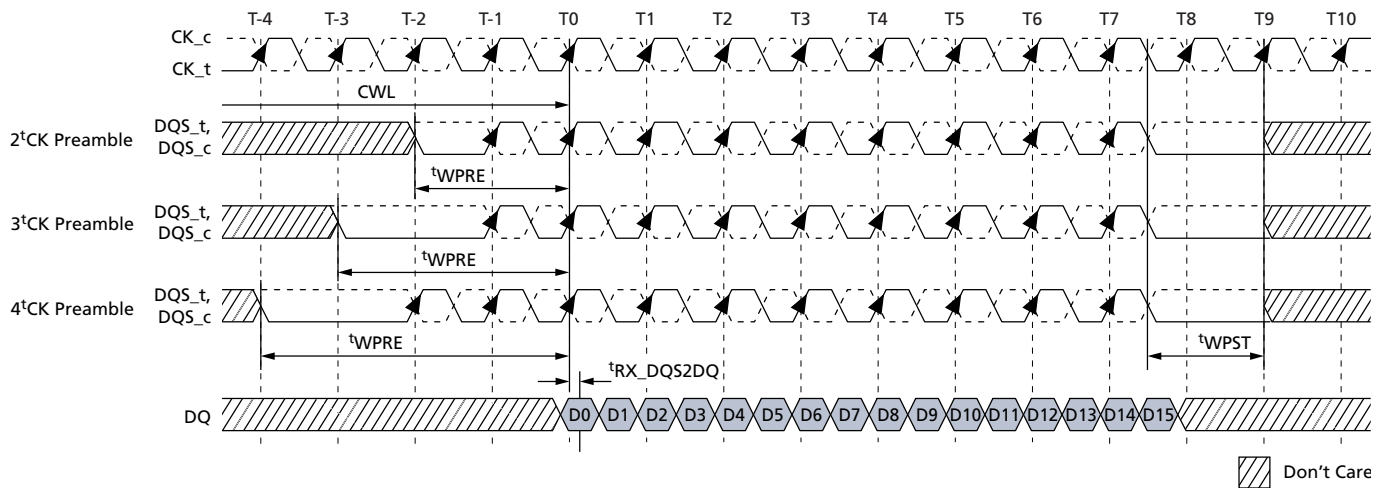 T-4 T-3 T-2 T-1 T0 T1 T2 T3 T4 T5 T6 T7 T8 T9 T10
CK_c
CK_t
CWL
2tCK Preamble DQS_t,
DQS_c
tWPRE
3tCK Preamble DQS_t,
DQS_c
tWPRE
4tCK Preamble DQS_t,
DQS_c
tWPRE tWPST
tRX_DQS2DQ
DQ D0 D1 D2 D3 D4 D5 D6 D7 D8 D9 D10 D11 D12 D13 D14 D15
Don't Care